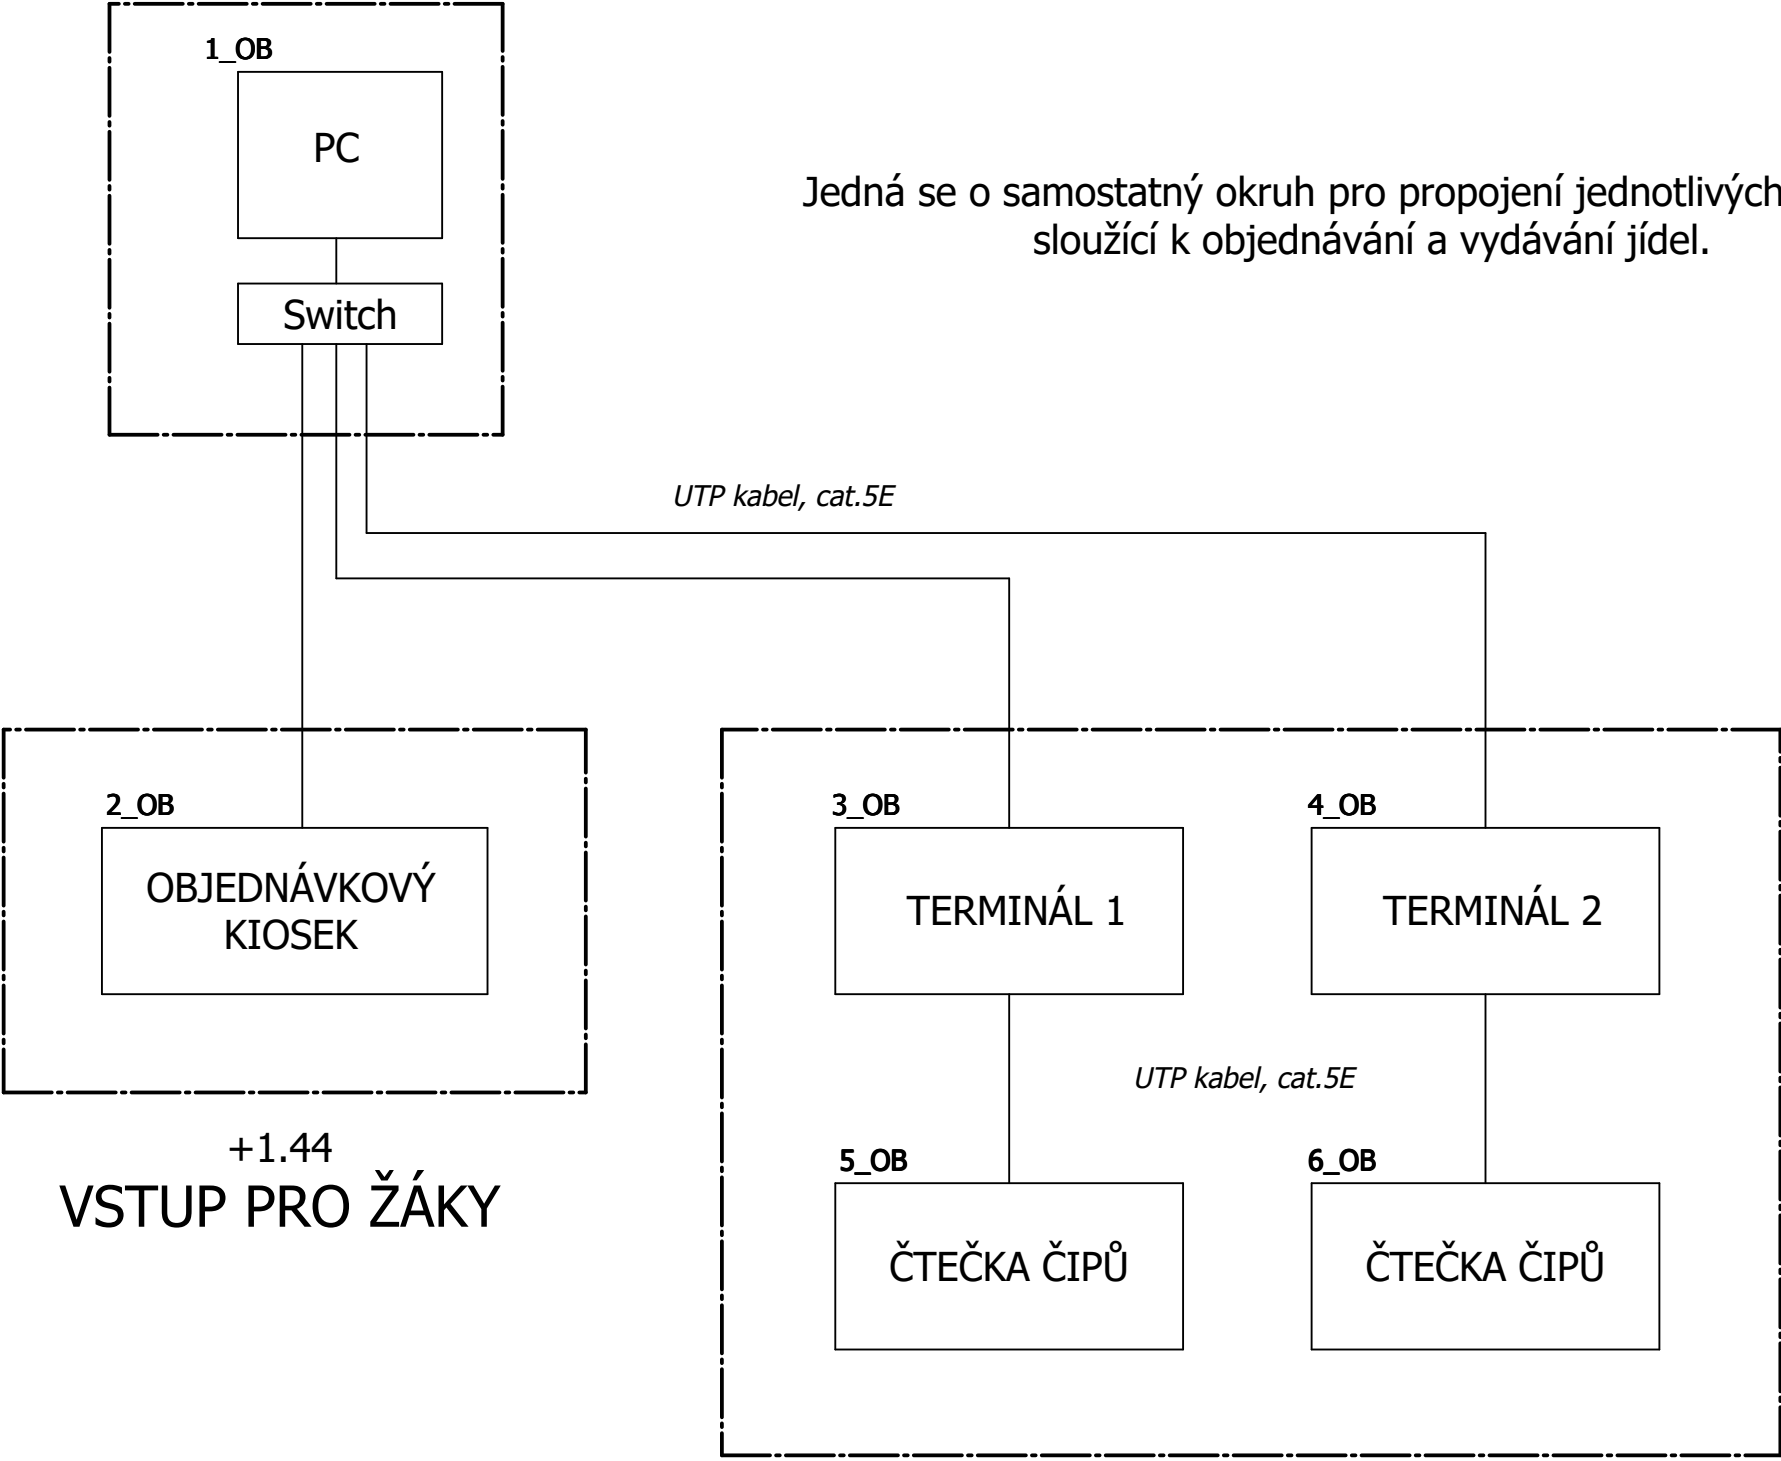 1_OB
PC
Jedná se o samostatný okruh pro propojení jednotlivých
sloužící k objednávání a vydávání jídel.
Switch
UTP kabel, cat.5E
2_OB
OBJEDNÁVKOVÝ
KIOSEK
3_OB
TERMINÁL 1
4_OB
TERMINÁL 2
UTP kabel, cat.5E
+1.44
VSTUP PRO ŽÁKY
5_OB
ČTEČKA ČIPŮ
6_OB
ČTEČKA ČIPŮ